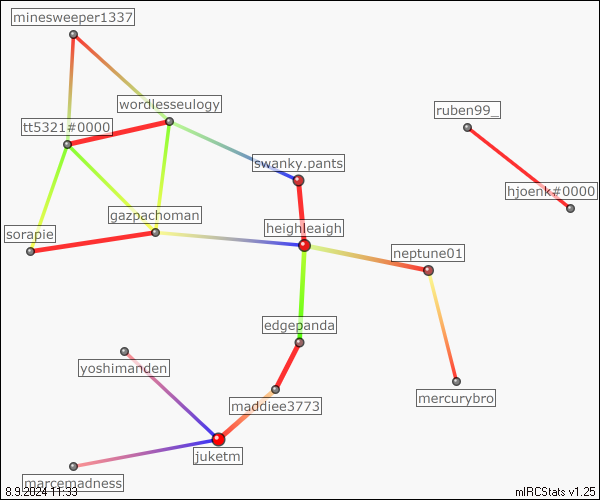 minesweeper1337
wordlesseulogy
ruben99_
tt5321#0000
swanky.pants
hjoenk#0000
gazpachoman
heighleaigh
sorapie
neptune01
edgepanda
yoshimanden
mercurybro
maddiee3773
juketm
marcemadness
8.9.2024 11:33
mIRCStats v1.25